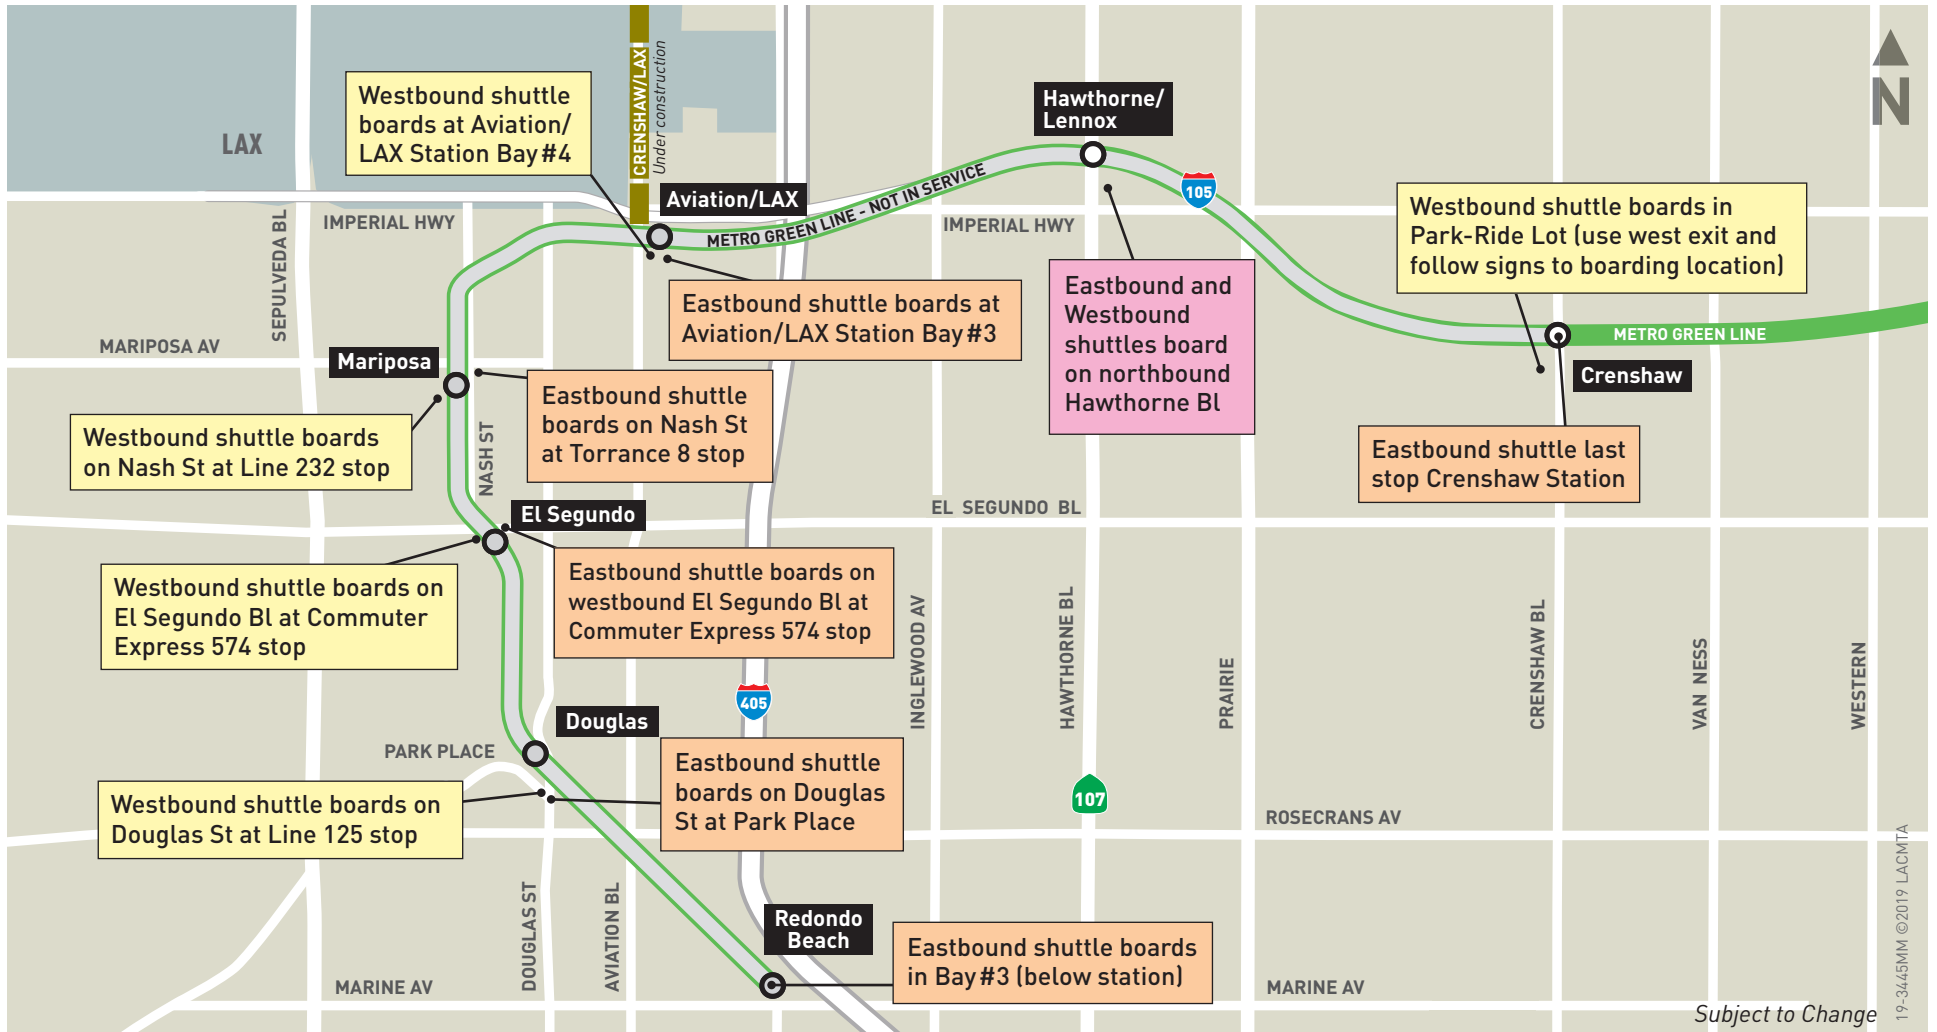 LAX
Westbound shuttle
boards at Aviation/
LAX Station Bay #4
CRENSHAW/LAX
Under construction
Hawthorne/
Lennox
N
105
Aviation/LAX
METRO GREEN LINE - NOT IN SERVICE
IMPERIAL HWY
IMPERIAL HWY
Westbound shuttle boards in
Park-Ride Lot (use west exit and
follow signs to boarding location)
SEPULVEDA BL
Eastbound shuttle boards at
Aviation/LAX Station Bay #3
Eastbound and
Westbound
shuttles board
on northbound
Hawthorne Bl
METRO GREEN LINE
Crenshaw
MARIPOSA AV
Mariposa
Eastbound shuttle
boards on Nash St
at Torrance 8 stop
Westbound shuttle boards
on Nash St at Line 232 stop
NASH ST
Eastbound shuttle last
stop Crenshaw Station
El Segundo
EL SEGUNDO BL
Westbound shuttle boards on
El Segundo Bl at Commuter
Express 574 stop
Eastbound shuttle boards on
westbound El Segundo Bl at
Commuter Express 574 stop
INGLEWOOD AV
HAWTHORNE BL
PRAIRIE
CRENSHAW BL
VAN NESS
WESTERN
405
Douglas
PARK PLACE
Eastbound shuttle
boards on Douglas
St at Park Place
Westbound shuttle boards on
Douglas St at Line 125 stop
107
ROSECRANS AV
DOUGLAS ST
AVIATION BL
Redondo
Beach
Eastbound shuttle boards
in Bay #3 (below station)
MARINE AV
MARINE AV
Subject to Change
19-3445MM ©2019 LACMTA